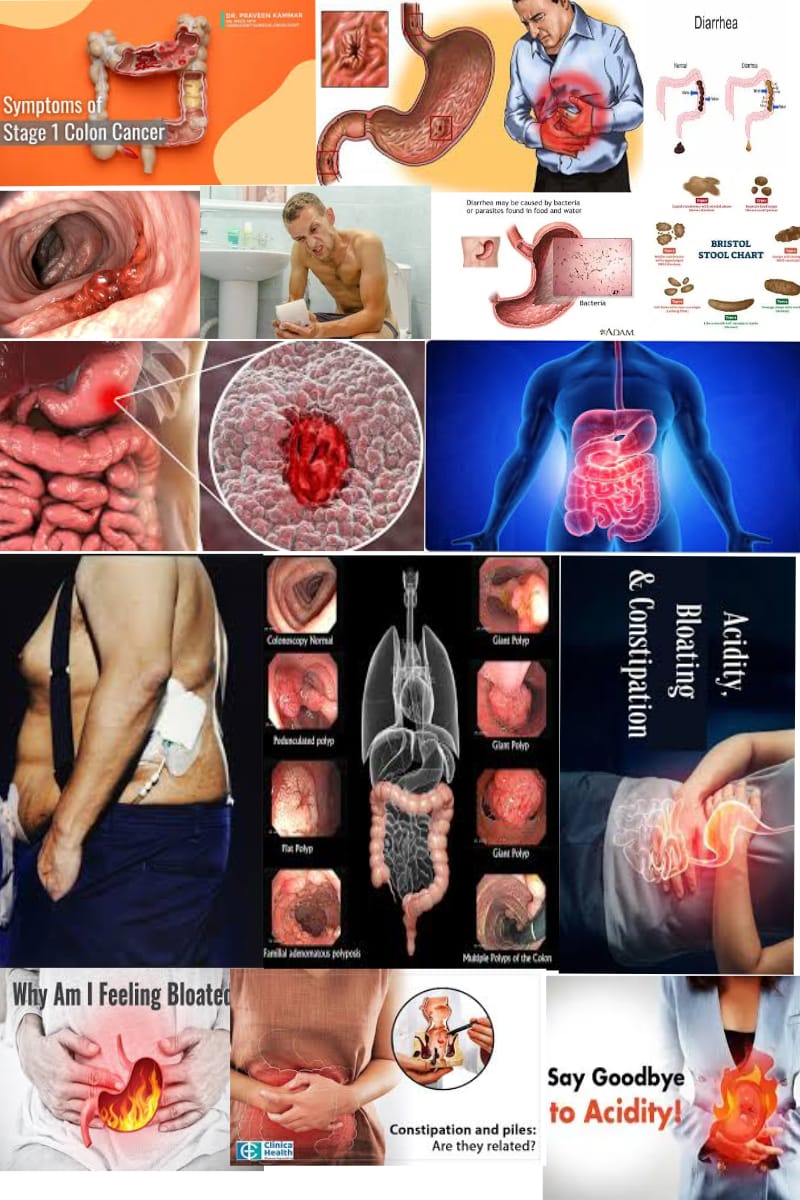 DR. PRAVEEN KAMMAR
Symptoms of
Stage 1 Colon Cancer
Diarrhea
Normal
Diarrhea
Diarrhea may be caused by bacteria
or parasites found in food and water
Bacteria
ADAM
BRISTOL
STOOL CHART
Colonoscopy Normal
Giant Polyp
Pedunculated polyp
Giant Polyp
Flat Polyp
Giant Polyp
Familial adenomatous polyposis
Multiple Polyps of the Colon
Acidity,
Bloating
& Constipation
Why Am I Feeling Bloated
Clinica
Health
Constipation and piles:
Are they related?
Say Goodbye
to Acidity!